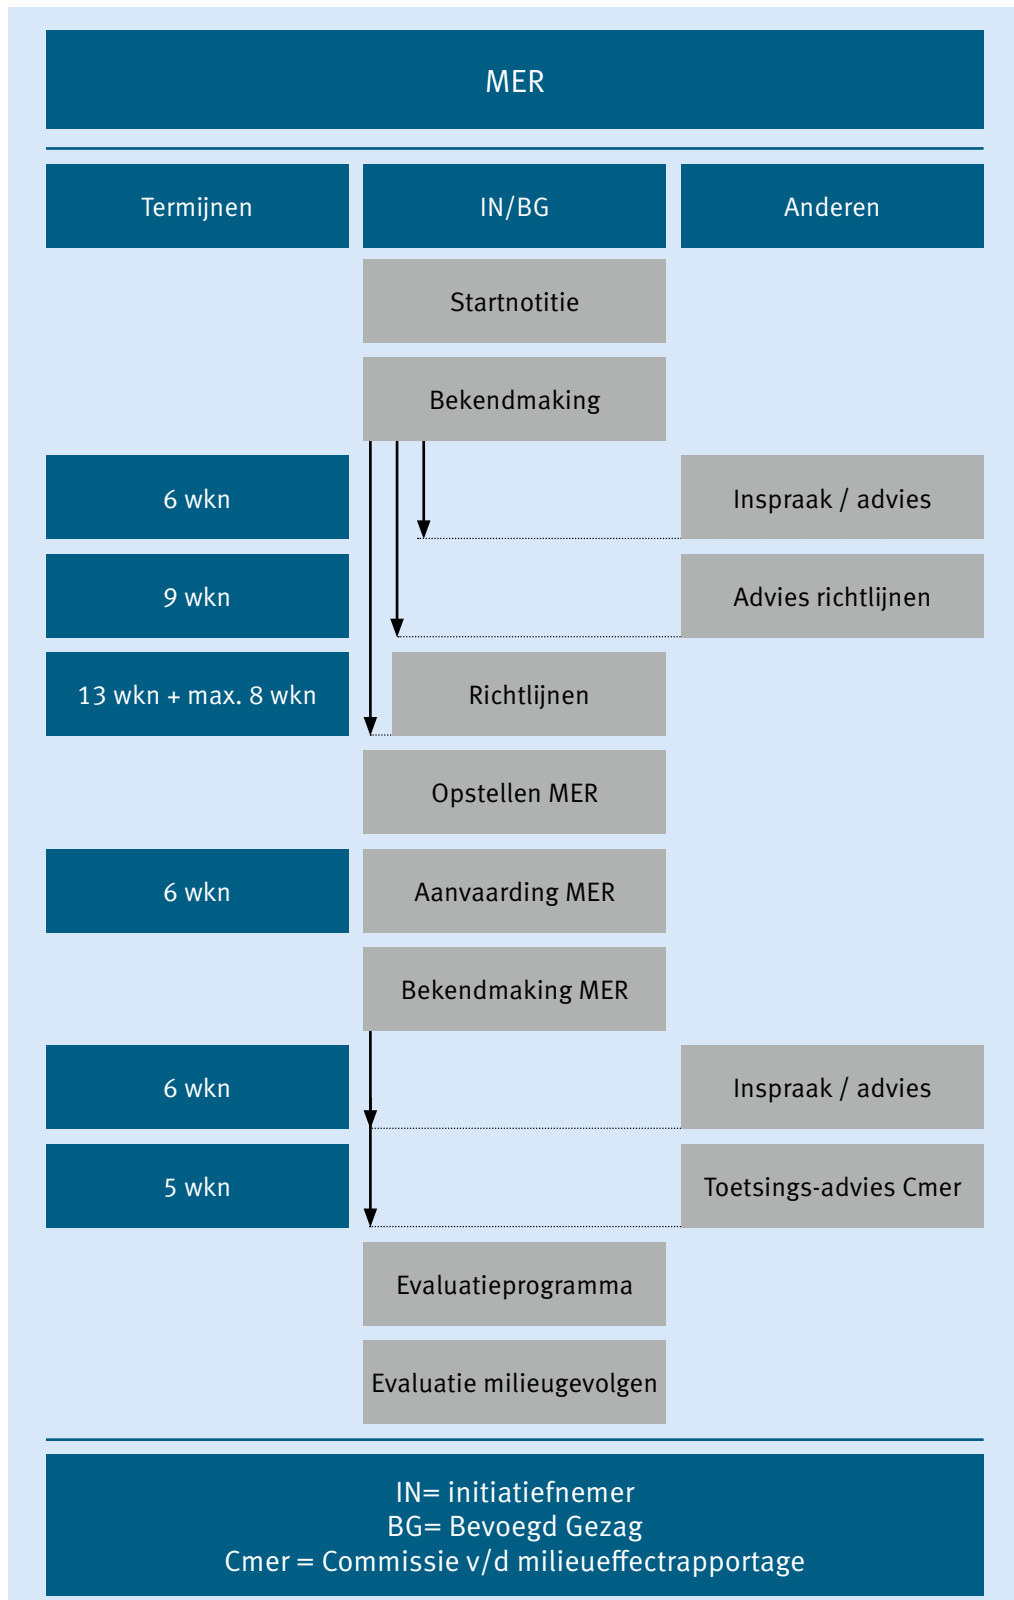 MER
Termijnen
IN/BG
Anderen
Startnotitie
Bekendmaking
6 wkn
Inspraak / advies
9 wkn
Advies richtlijnen
13 wkn + max. 8 wkn
Richtlijnen
Opstellen MER
6 wkn
Aanvaarding MER
Bekendmaking MER
6 wkn
Inspraak / advies
5 wkn
Toetsings-advies Cmer
Evaluatieprogramma
Evaluatie milieugevolgen
IN= initiatiefnemer
BG= Bevoegd Gezag
Cmer = Commissie v/d milieueffectrapportage